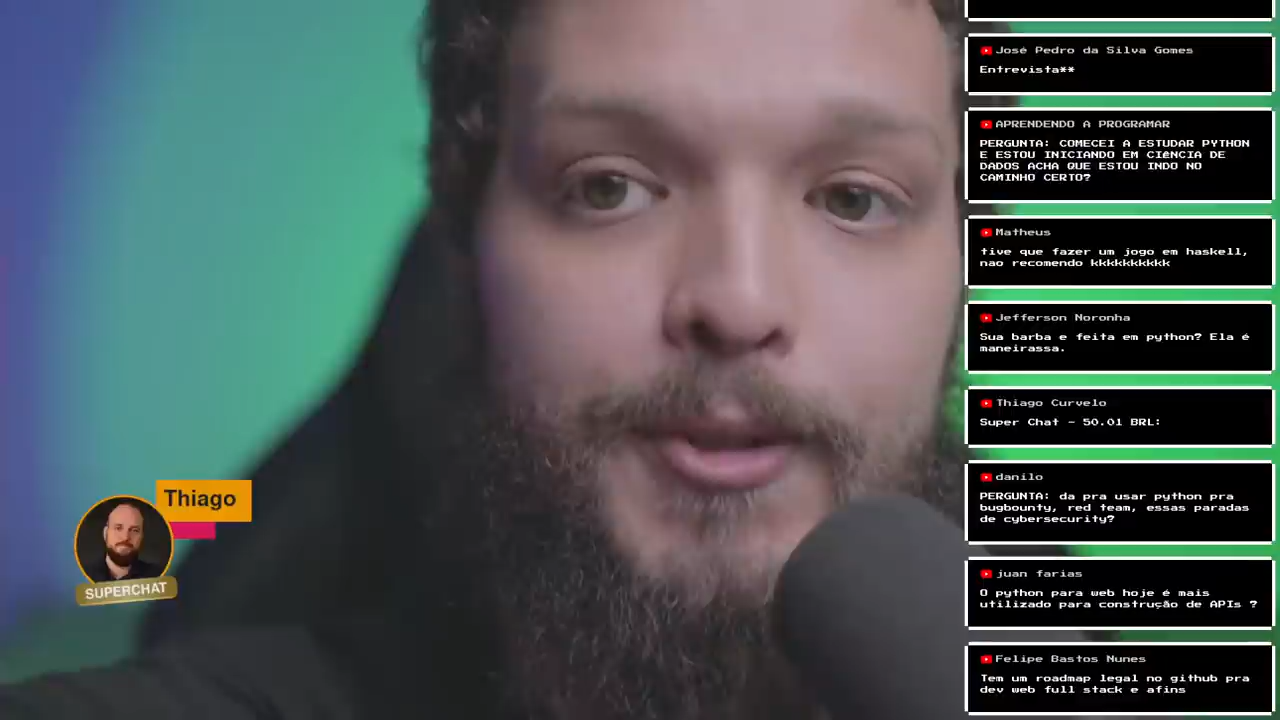 José Pedro da Silva Gomes
Entrevista**
APRENDENDO A PROGRAMAR
PERGUNTA: COMECEI A ESTUDAR PYTHON
E ESTOU INICIANDO EM CIÊNCIA DE
DADOS ACHA QUE ESTOU INDO NO
CAMINHO CERTO?
Matheus
tive que fazer um jogo em haskell,
nao recomendo kkkkkkkkkk
Jefferson Noronha
Sua barba e feita em python? Ela é
maneirassa.
Thiago Curvelo
Super Chat - 50.01 BRL:
danilo
PERGUNTA: da pra usar python pra
bugbounty, red team, essas paradas
de cybersecurity?
juan farias
O python para web hoje é mais
utilizado para construção de APIs ?
Felipe Bastos Nunes
Tem um roadmap legal no github pra
dev web full stack e afins
Thiago
SUPERCHAT